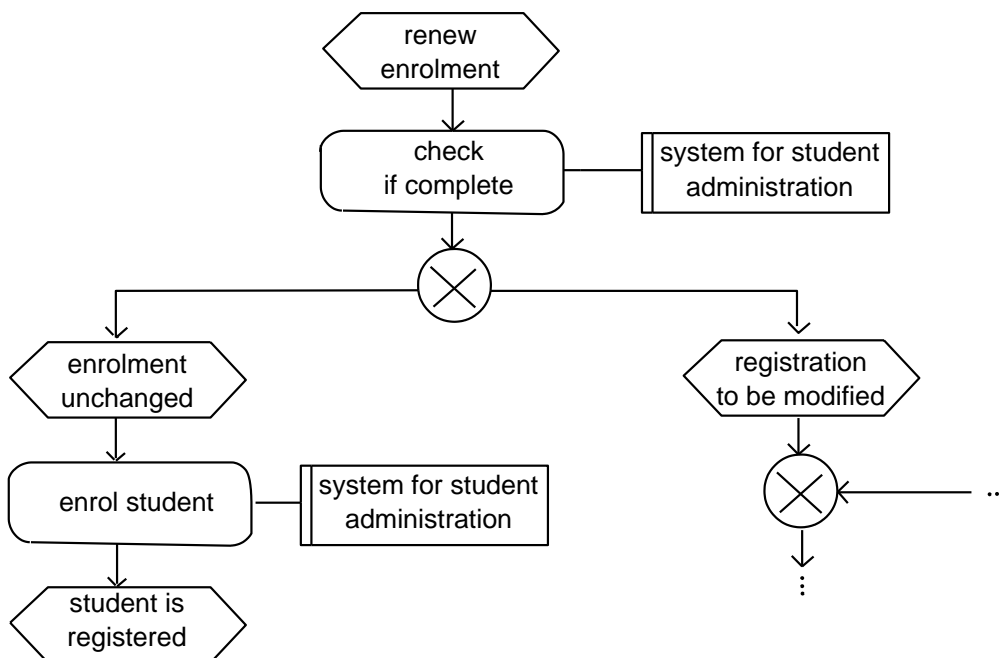 renew
enrolment
check
if complete
system for student
administration
enrolment
unchanged
registration
to be modified
enrol student
system for student
administration
..
...
student is
registered